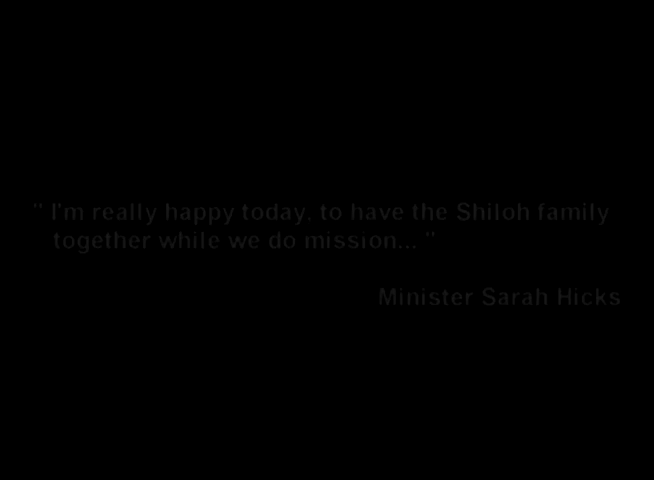 " I'm really happy today, to have the Shiloh family
together while we do mission... "
Minister Sarah Hicks